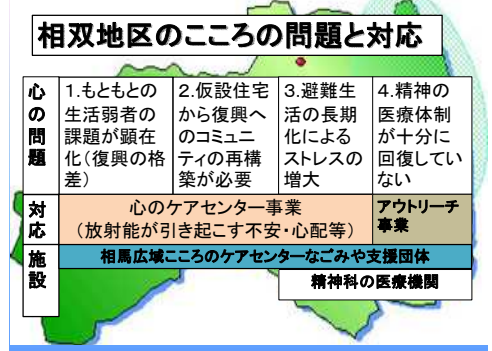 相双地区のこころの問題と対応
心の問題
1.もともとの
生活弱者の
課題が顕在
化(復興の格
差)
2.仮設住宅
から復興へ
のコミュニ
ティの再構
築が必要
3.避難生
活の長期
化による
ストレスの
増大
4.精神の
医療体制
が十分に
回復してい
ない
対応
心のケアセンター事業
(放射能が引き起こす不安・心配等)
アウトリーチ
事業
施設
相馬広域こころのケアセンターなごみや支援団体
精神科の医療機関